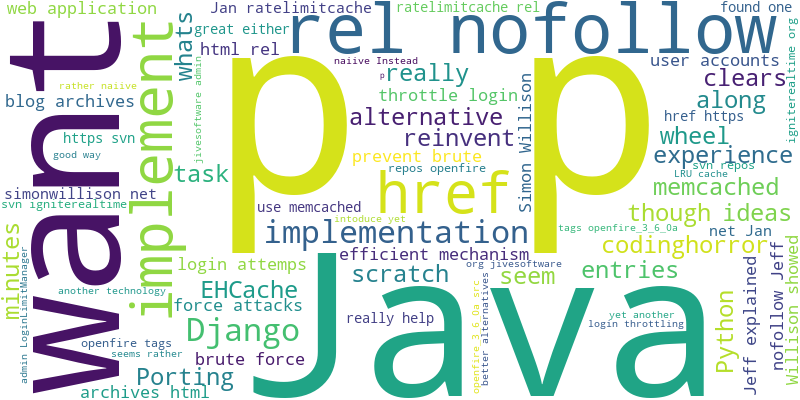 web application
Jan ratelimitcache
ratelimitcache rel
found one
great either
rel nofollow
want
implement
Whats
html rel
naiive Instead
user accounts
igniterealtime org
rather naiive
p
really
clears
blog archives
jivesoftware admin
throttle login
along
alternative
href https
https svn
reinvent
Simon Willison
wheel
good way
prevent brute
experience
task
repos openfire
svn repos
LRU cache
simonwillison net
href
memcached
svn igniterealtime
use memcached
though ideas
intoduce yet
p p
minutes
implementation
tags openfire_3_6_0a
net Jan
codinghorror
efficient mechanism
login attemps
org jivesoftware
scratch
seem
entries
Java
another technology
EHCache
force attacks
admin LoginLimitManager
openfire_3_6_0a src
better alternatives
Python
Jeff explained
nofollow Jeff
Willison showed
Django
really help
yet another
login throttling
openfire tags
seems rather
brute force
Porting
archives html